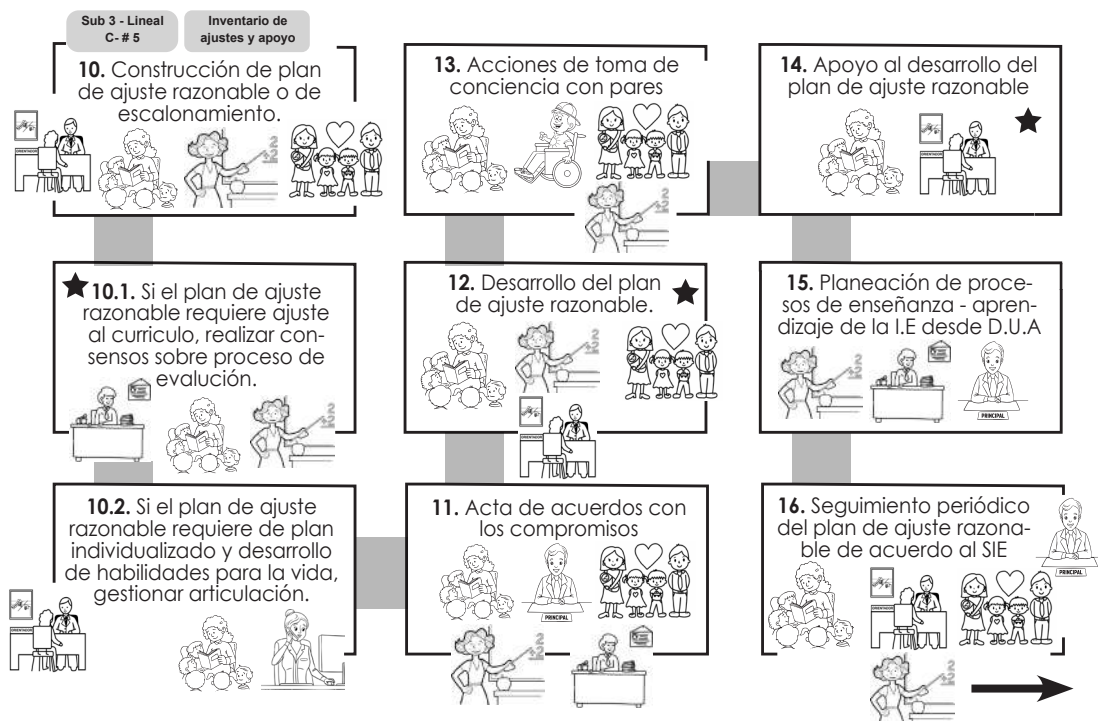 Sub 3 - Lineal
C- # 5
Inventario de
ajustes y apoyo
10. Construcción de plan
de ajuste razonable o de
escalonamiento.
ORIENTADOR
13. Acciones de toma de
conciencia con pares
14. Apoyo al desarrollo del
plan de ajuste razonable
ORIENTADOR
10.1. Si el plan de ajuste
razonable requiere ajuste
al curriculo, realizar con-
sensos sobre proceso de
evalución.
12. Desarrollo del plan
de ajuste razonable.
ORIENTADOR
15. Planeación de proce-
sos de enseñanza - apren-
dizaje de la I.E desde D.U.A
PRINCIPAL
10.2. Si el plan de ajuste
razonable requiere de plan
individualizado y desarrollo
de habilidades para la vida,
gestionar articulación.
ORIENTADOR
11. Acta de acuerdos con
los compromisos
PRINCIPAL
16. Seguimiento periódico
del plan de ajuste razona-
ble de acuerdo al SIE
PRINCIPAL
ORIENTADOR